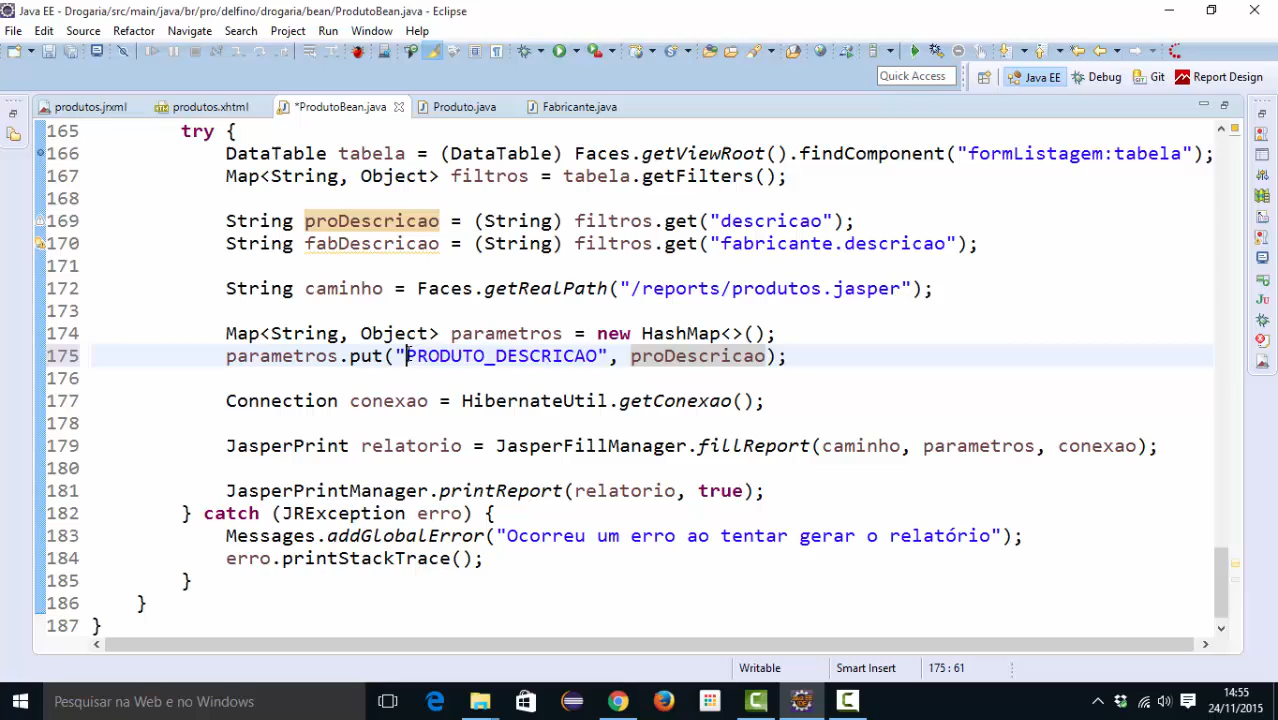 Java EE - Drogaria/src/main/java/br/pro/delfino/drogaria/bean/ProdutoBean.java - Eclipse
File Edit Source Refactor Navigate Search Project Run Window Help
Quick Access Java EE Debug Git Report Design
produtos.jrxml produtos.xhtml *ProdutoBean.java Produto.java Fabricante.java
165 try {
166 DataTable tabela = (DataTable) Faces.getViewRoot().findComponent("formListagem:tabela");
167 Map<String, Object> filtros = tabela.getFilters();
168
169 String proDescricao = (String) filtros.get("descricao");
170 String fabDescricao = (String) filtros.get("fabricante.descricao");
171
172 String caminho = Faces.getRealPath("/reports/produtos.jasper");
173
174 Map<String, Object> parametros = new HashMap<>();
175 parametros.put("PRODUTO_DESCRICAO", proDescricao);
176
177 Connection conexao = HibernateUtil.getConexao();
178
179 JasperPrint relatorio = JasperFillManager.fillReport(caminho, parametros, conexao);
180
181 JasperPrintManager.printReport(relatorio, true);
182 } catch (JRException erro) {
183 Messages.addGlobalError("Ocorreu um erro ao tentar gerar o relatório");
184 erro.printStackTrace();
185 }
186 }
187 }
Writable Smart Insert 175 : 61
Pesquisar na Web e no Windows
14:55
24/11/2015